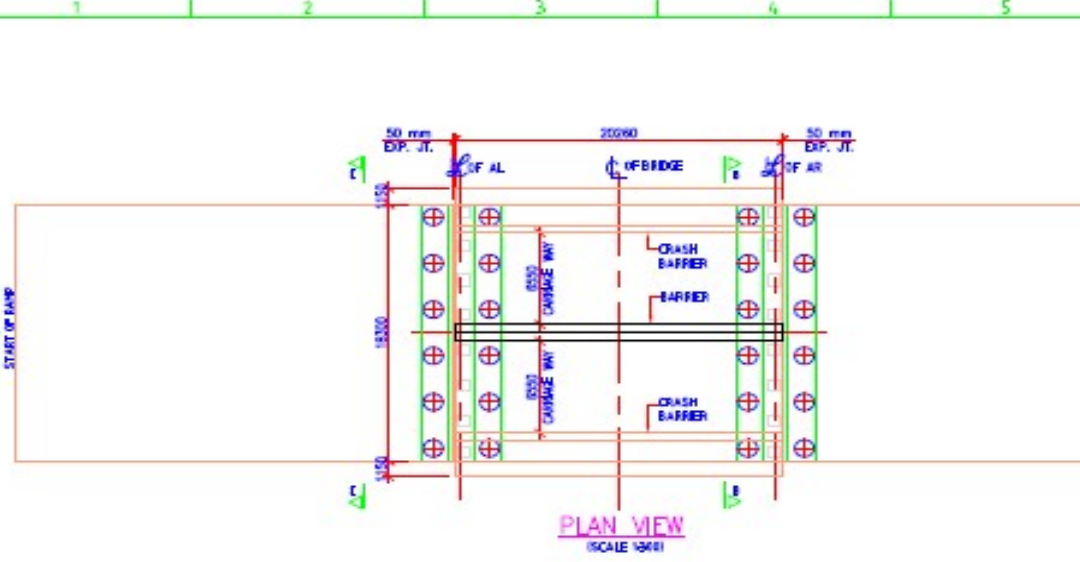 1 2 3 4 5
50 mm
EXP. JT.
20260
50 mm
EXP. JT.
C
OF AL
OF BRIDGE
B
OF AR
1150
CRASH
BARRIER
CARRIAGE WAY
BARRIER
START OF RAMP
CARRIAGE WAY
CRASH
BARRIER
1150
B
PLAN VIEW